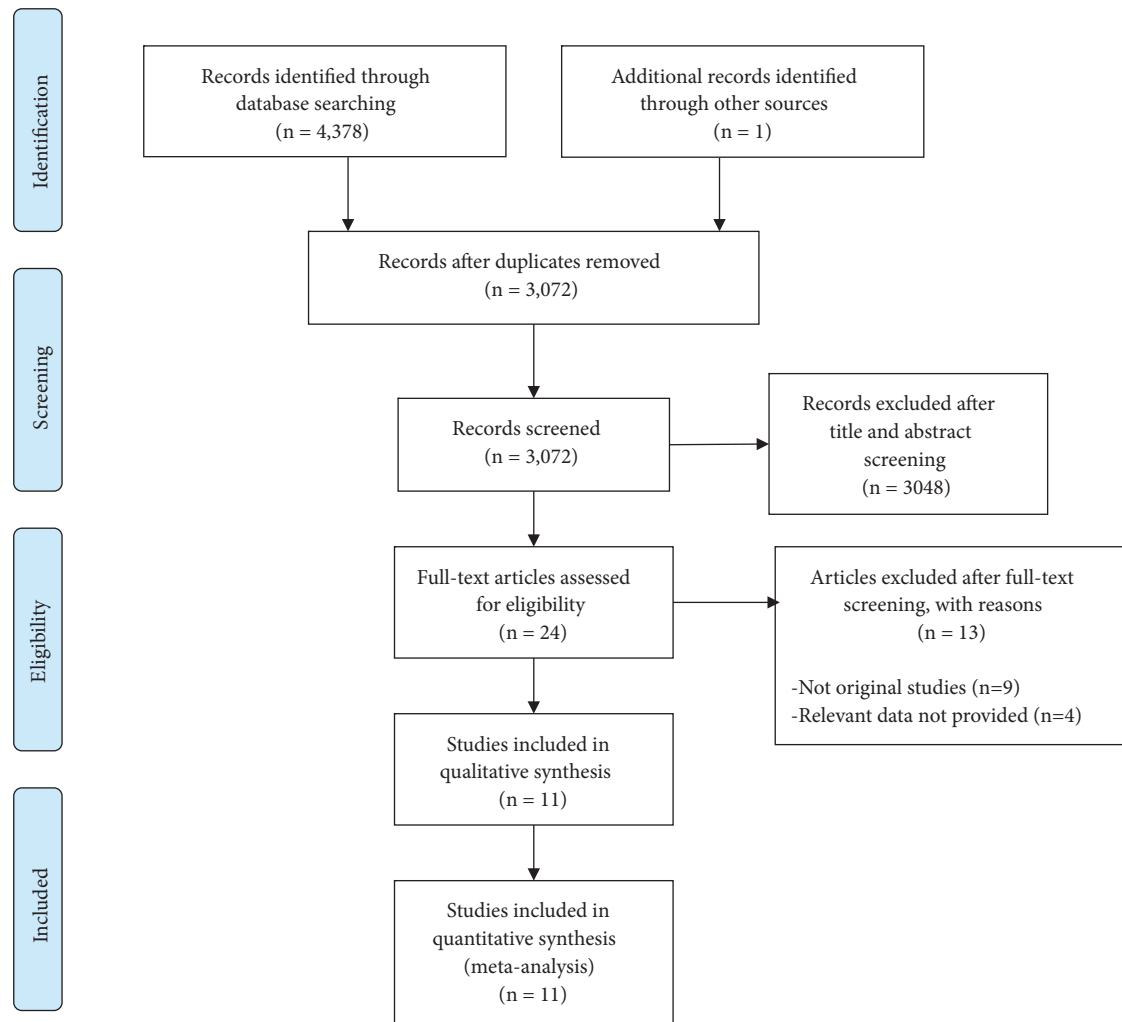 Identification
Records identified through
database searching
(n = 4,378)
Additional records identified
through other sources
(n = 1)
Records after duplicates removed
(n = 3,072)
Screening
Records screened
(n = 3,072)
Records excluded after
title and abstract
screening
(n = 3048)
Eligibility
Full-text articles assessed
for eligibility
(n = 24)
Articles excluded after full-text
screening, with reasons
(n = 13)
-Not original studies (n=9)
-Relevant data not provided (n=4)
Studies included in
qualitative synthesis
(n = 11)
Included
Studies included in
quantitative synthesis
(meta-analysis)
(n = 11)